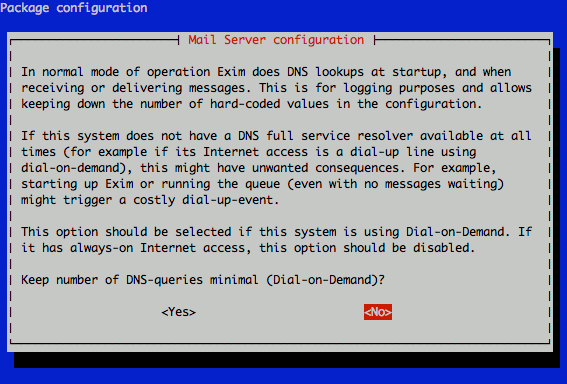 Package configuration
Mail Server configuration
In normal mode of operation Exim does DNS lookups at startup, and when
receiving or delivering messages. This is for logging purposes and allows
keeping down the number of hard-coded values in the configuration.
If this system does not have a DNS full service resolver available at all
times (for example if its Internet access is a dial-up line using
dial-on-demand), this might have unwanted consequences. For example,
starting up Exim or running the queue (even with no messages waiting)
might trigger a costly dial-up-event.
This option should be selected if this system is using Dial-on-Demand. If
it has always-on Internet access, this option should be disabled.
Keep number of DNS-queries minimal (Dial-on-Demand)?
<Yes> <No>